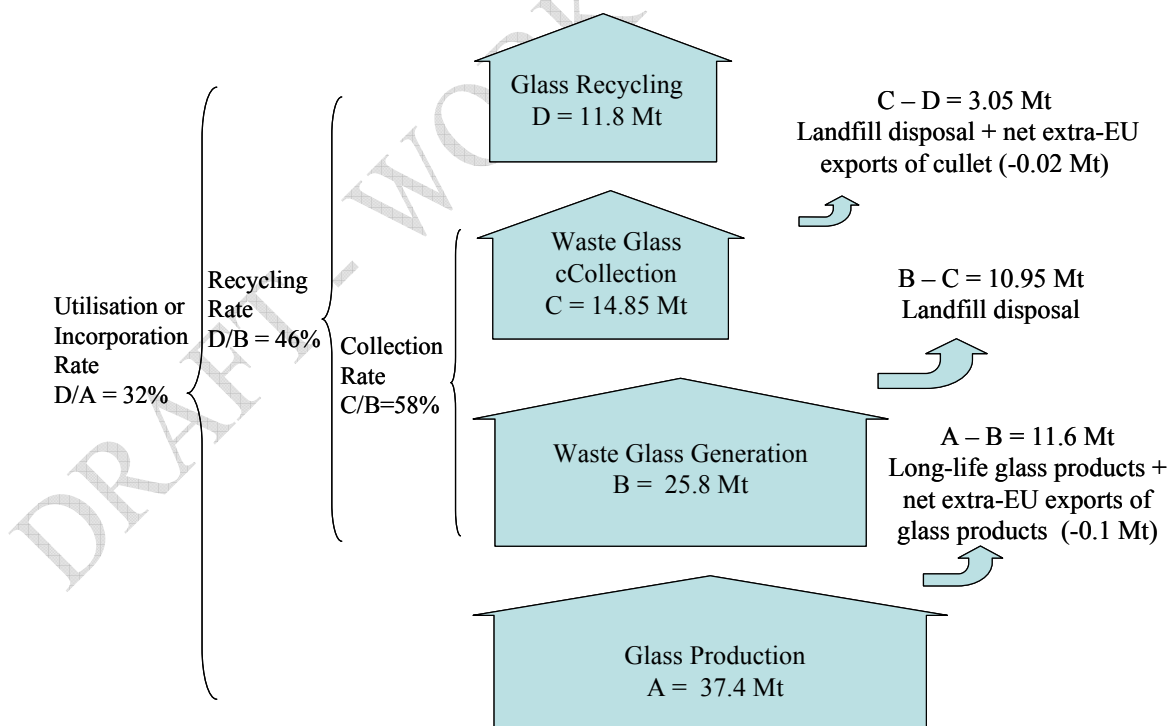 Glass Recycling
D = 11.8 Mt
C – D = 3.05 Mt
Landfill disposal + net extra-EU
exports of cullet (-0.02 Mt)
Waste Glass
cCollection
C = 14.85 Mt
B – C = 10.95 Mt
Landfill disposal
Utilisation or
Incorporation
Rate
D/A = 32%
Recycling
Rate
D/B = 46%
Collection
Rate
C/B=58%
Waste Glass Generation
B =  25.8 Mt
A – B = 11.6 Mt
Long-life glass products +
net extra-EU exports of
glass products  (-0.1 Mt)
Glass Production
A =  37.4 Mt
DRAFT - WORK